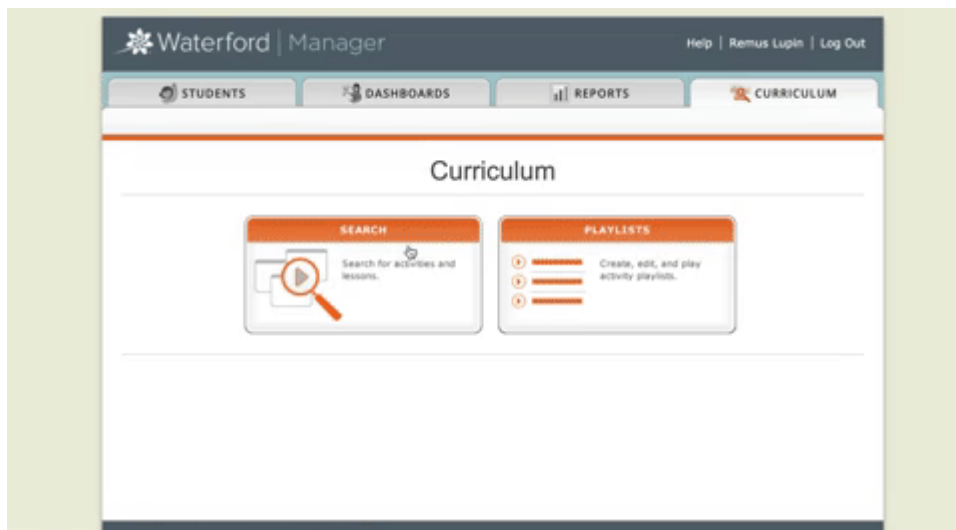 Waterford | Manager
Help | Remus Lupin | Log Out
STUDENTS
DASHBOARDS
REPORTS
CURRICULUM
Curriculum
SEARCH
Search for activities and
lessons.
PLAYLISTS
Create, edit, and play
activity playlists.